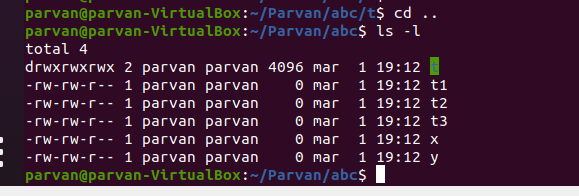 parvan@parvan-VirtualBox:~/Parvan/abc/t$ cd ..
parvan@parvan-VirtualBox:~/Parvan/abc$ ls -l
total 4
drwxrwxrwx 2 parvan parvan 4096 mar  1 19:12 t
-rw-rw-r-- 1 parvan parvan    0 mar  1 19:12 t1
-rw-rw-r-- 1 parvan parvan    0 mar  1 19:12 t2
-rw-rw-r-- 1 parvan parvan    0 mar  1 19:12 t3
-rw-rw-r-- 1 parvan parvan    0 mar  1 19:12 x
-rw-rw-r-- 1 parvan parvan    0 mar  1 19:12 y
parvan@parvan-VirtualBox:~/Parvan/abc$